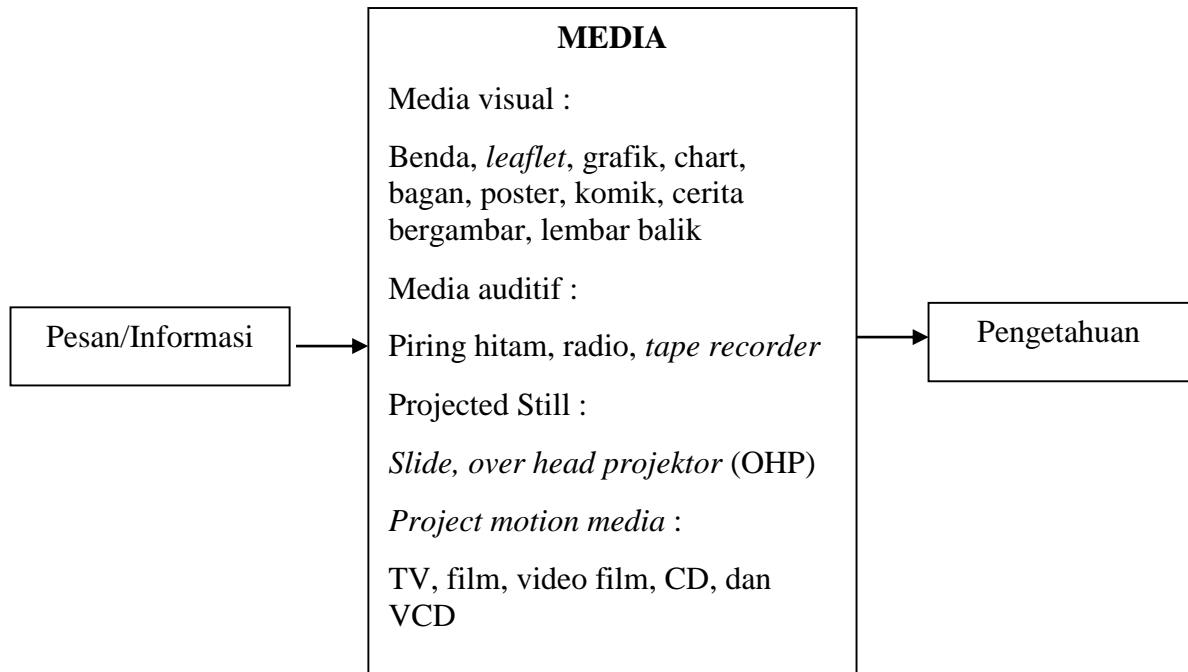 MEDIA
Media visual :
Benda, leaflet, grafik, chart,
bagan, poster, komik, cerita
bergambar, lembar balik
Media auditif :
Pesan/Informasi
Piring hitam, radio, tape recorder
Pengetahuan
Projected Still :
Slide, over head projektor (OHP)
Project motion media :
TV, film, video film, CD, dan
VCD